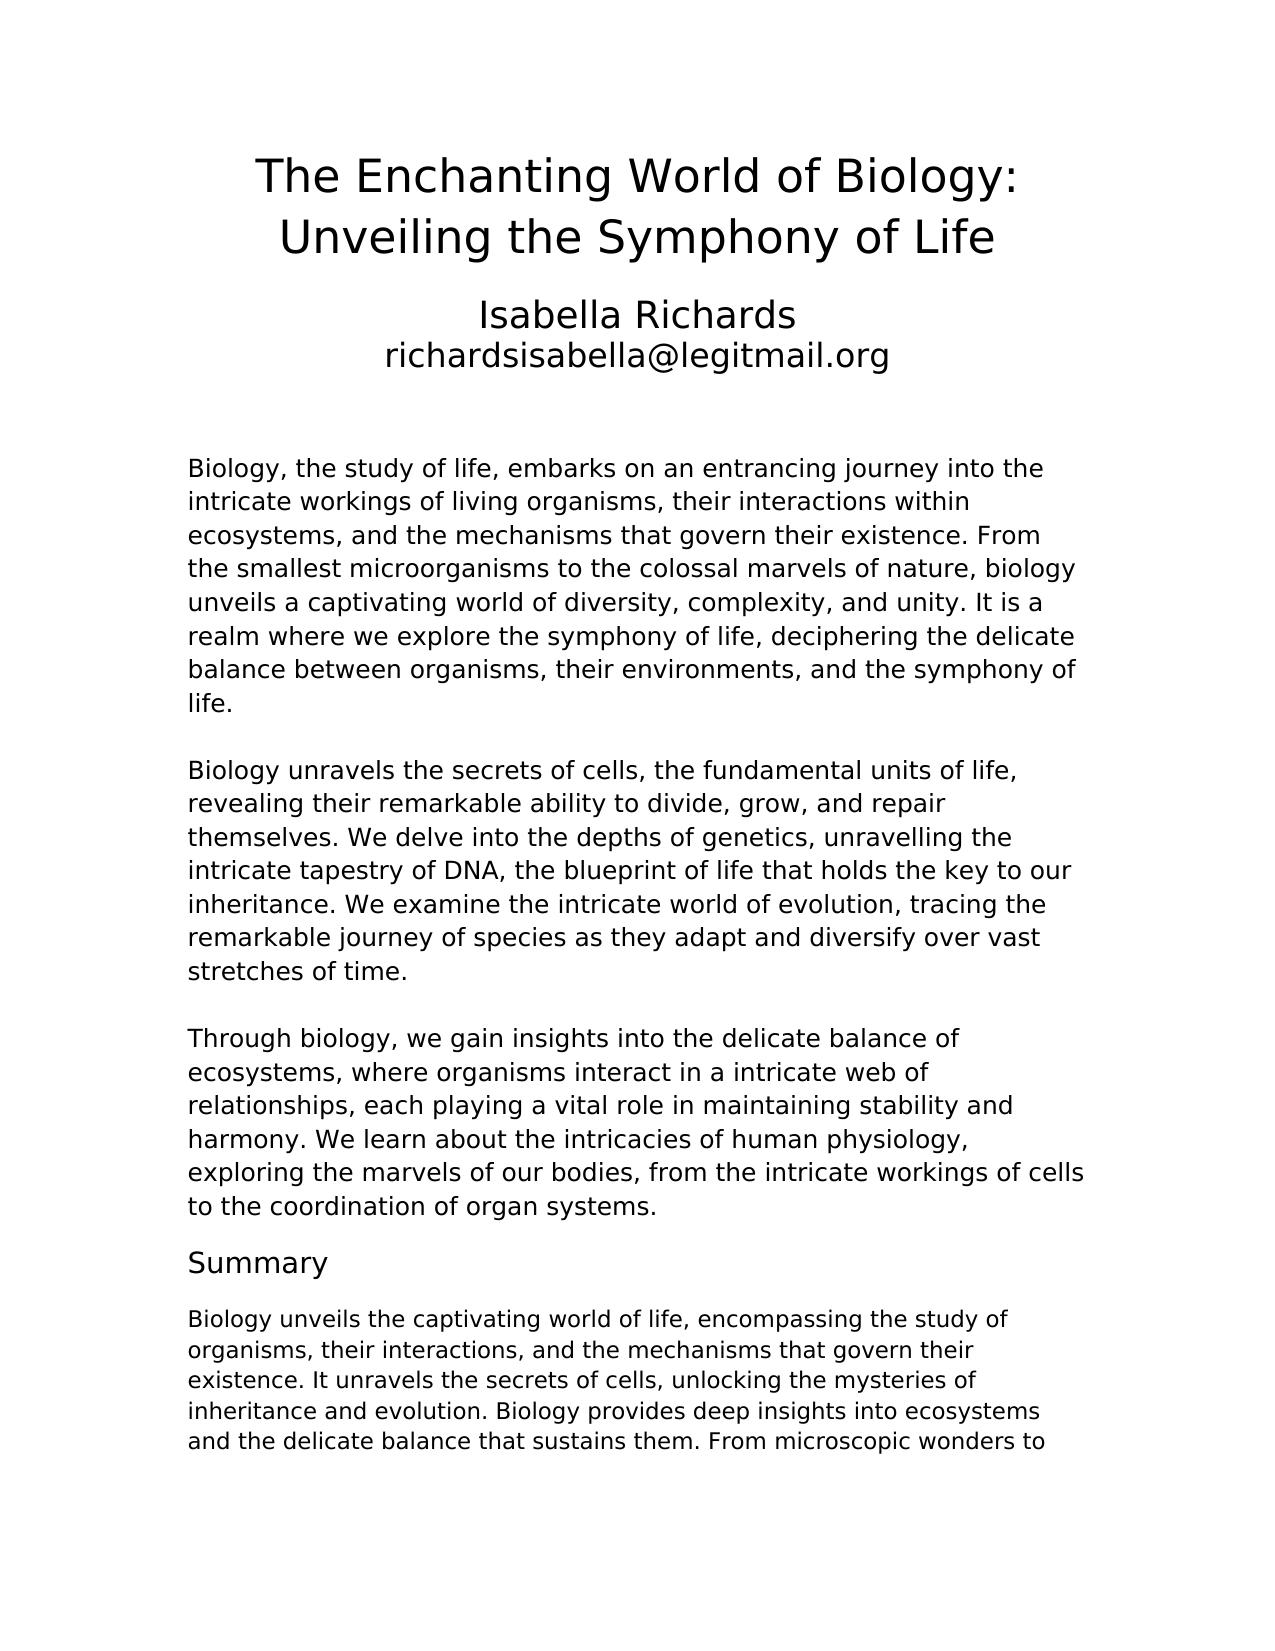 The Enchanting World of Biology:
Unveiling the Symphony of Life
Isabella Richards
richardsisabella@legitmail.org
Biology, the study of life, embarks on an entrancing journey into the
intricate workings of living organisms, their interactions within
ecosystems, and the mechanisms that govern their existence. From
the smallest microorganisms to the colossal marvels of nature, biology
unveils a captivating world of diversity, complexity, and unity. It is a
realm where we explore the symphony of life, deciphering the delicate
balance between organisms, their environments, and the symphony of
life.
Biology unravels the secrets of cells, the fundamental units of life,
revealing their remarkable ability to divide, grow, and repair
themselves. We delve into the depths of genetics, unravelling the
intricate tapestry of DNA, the blueprint of life that holds the key to our
inheritance. We examine the intricate world of evolution, tracing the
remarkable journey of species as they adapt and diversify over vast
stretches of time.
Through biology, we gain insights into the delicate balance of
ecosystems, where organisms interact in a intricate web of
relationships, each playing a vital role in maintaining stability and
harmony. We learn about the intricacies of human physiology,
exploring the marvels of our bodies, from the intricate workings of cells
to the coordination of organ systems.
Summary
Biology unveils the captivating world of life, encompassing the study of
organisms, their interactions, and the mechanisms that govern their
existence. It unravels the secrets of cells, unlocking the mysteries of
inheritance and evolution. Biology provides deep insights into ecosystems
and the delicate balance that sustains them. From microscopic wonders to